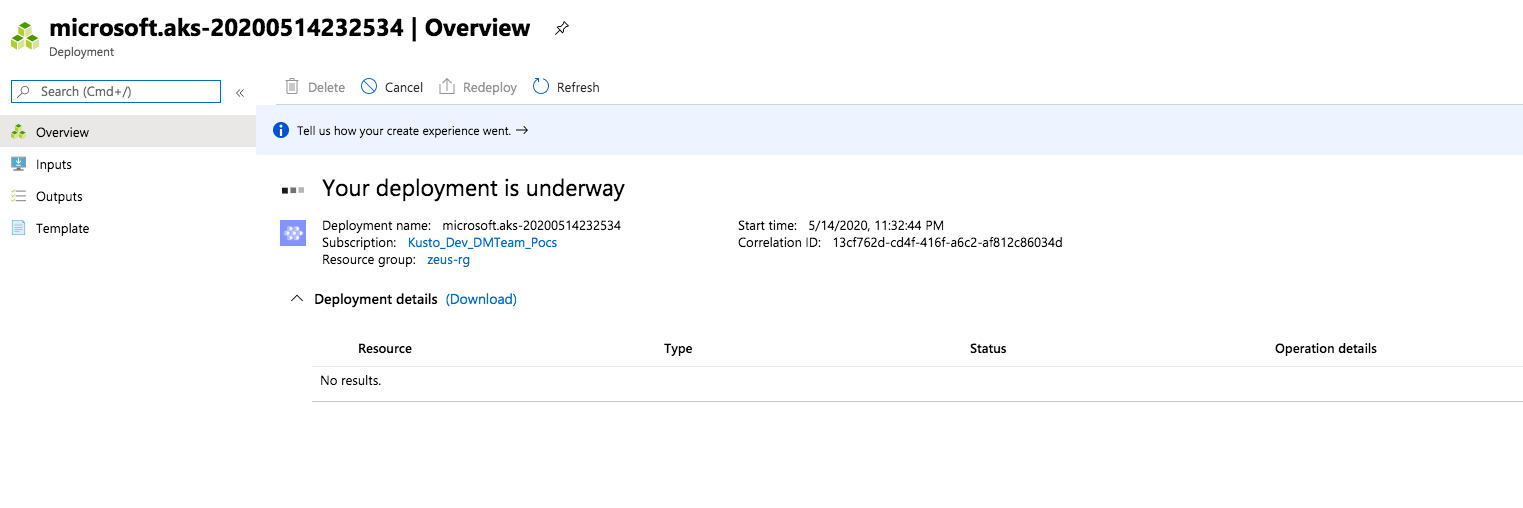 microsoft.aks-20200514232534 | Overview
Deployment
Search (Cmd+/)
«
Delete
Cancel
Redeploy
Refresh
Overview
Inputs
Outputs
Template
Tell us how your create experience went. →
Your deployment is underway
Deployment name: microsoft.aks-20200514232534
Subscription: Kusto_Dev_DMTeam_Pocs
Resource group: zeus-rg
Start time: 5/14/2020, 11:32:44 PM
Correlation ID: 13cf762d-cd4f-416f-a6c2-af812c86034d
Deployment details (Download)
Resource Type Status Operation details
No results.